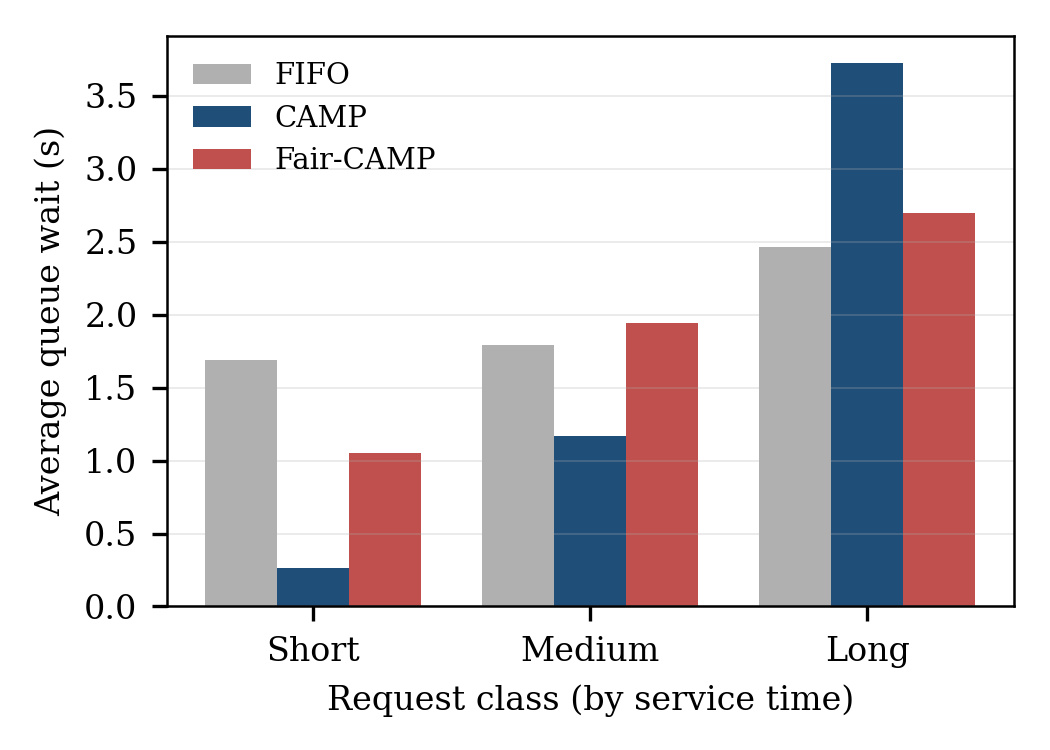 FIFO
CAMP
Fair-CAMP
Average queue wait (s)
3.5
3.0
2.5
2.0
1.5
1.0
0.5
0.0
Short Medium Long
Request class (by service time)